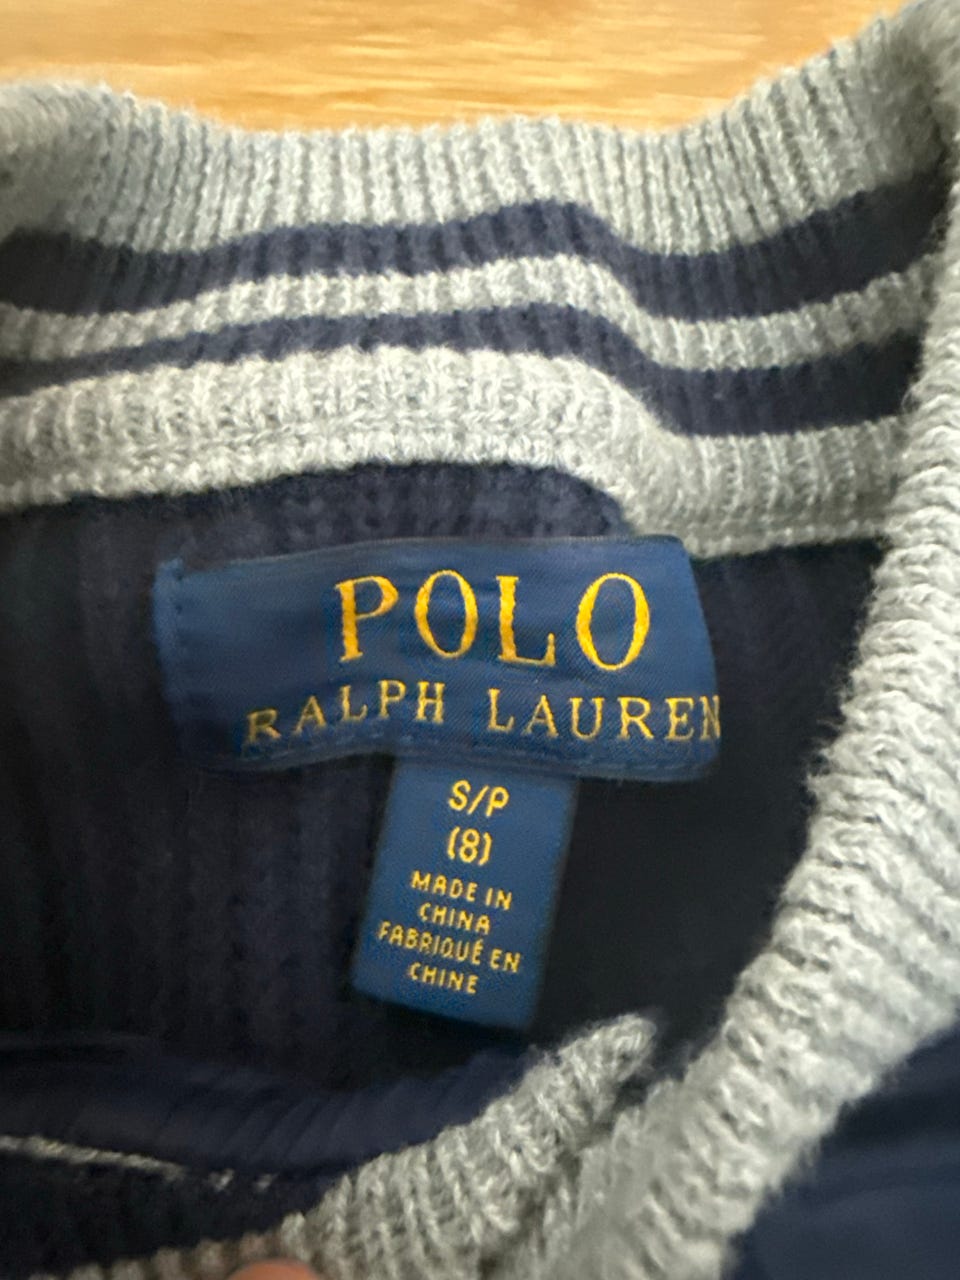 POLO
RALPH LAUREN
S/P
(8)
MADE IN
CHINA
FABRIQUÉ EN
CHINE